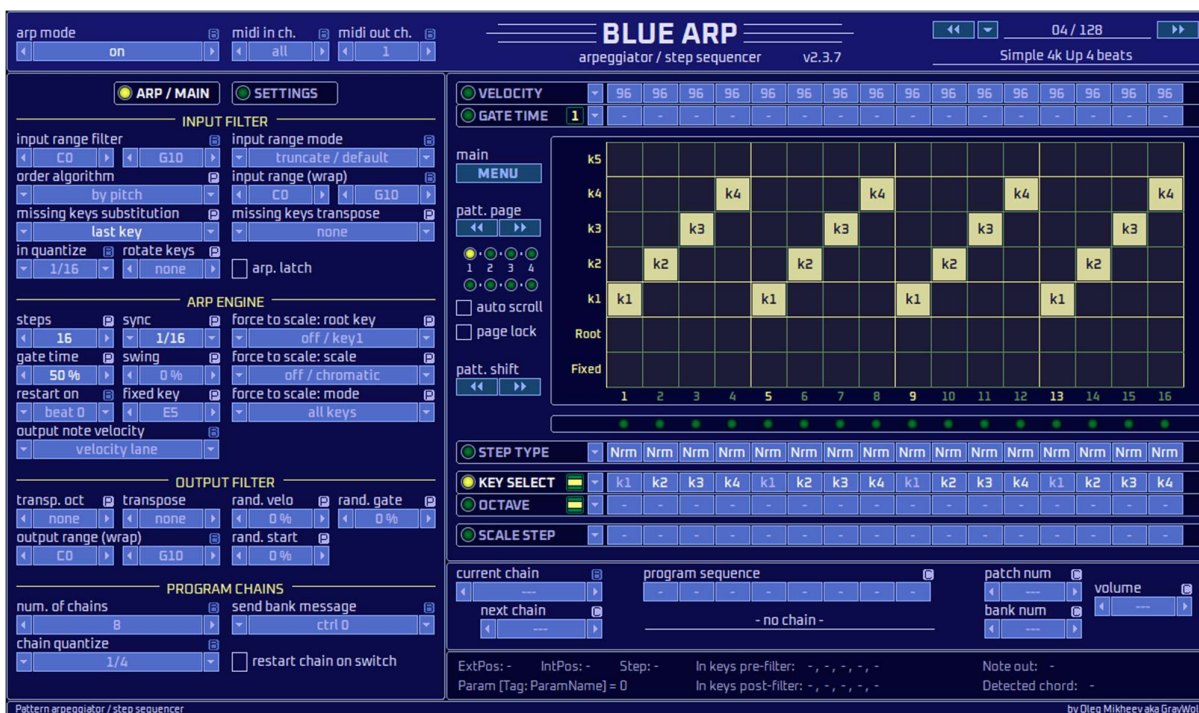 arp mode B midi in ch. B midi out ch. B
on all 1
BLUE ARP
arpeggiator / step sequencer v2.3.7
04 / 128
Simple 4k Up 4 beats
ARP / MAIN SETTINGS
INPUT FILTER
input range filter B input range mode B
C0 G10 truncate / default
order algorithm P input range (wrap) B
by pitch C0 G10
missing keys substitution P missing keys transpose P
last key none
in quantize B rotate keys P
1/16 none arp. latch
ARP ENGINE
steps P sync P force to scale: root key P
16 1/16 off / key1
gate time P swing P force to scale: scale P
50 % 0 % off / chromatic
restart on B fixed key P force to scale: mode P
beat 0 E5 all keys
output note velocity B
velocity lane
OUTPUT FILTER
transp. oct P transpose P rand. velo P rand. gate P
none none 0 % 0 %
output range (wrap) B rand. start P
C0 G10 0 %
PROGRAM CHAINS
num. of chains B send bank message B
8 ctrl 0
chain quantize B
1/4 restart chain on switch
VELOCITY 96 96 96 96 96 96 96 96 96 96 96 96 96 96 96 96
GATE TIME 1 - - - - - - - - - - - - - - - -
main
MENU
patt. page
1 2 3 4
auto scroll
page lock
patt. shift
k5
k4 k4 k4 k4 k4
k3 k3 k3 k3 k3
k2 k2 k2 k2 k2
k1 k1 k1 k1 k1
Root
Fixed
1 2 3 4 5 6 7 8 9 10 11 12 13 14 15 16
STEP TYPE Nrm Nrm Nrm Nrm Nrm Nrm Nrm Nrm Nrm Nrm Nrm Nrm Nrm Nrm Nrm Nrm
KEY SELECT k1 k2 k3 k4 k1 k2 k3 k4 k1 k2 k3 k4 k1 k2 k3 k4
OCTAVE - - - - - - - - - - - - - - - -
SCALE STEP - - - - - - - - - - - - - - - -
current chain B program sequence C patch num C
--- - - - - - - - - --- volume C
next chain C - no chain - bank num C ---
--- ---
ExtPos: - IntPos: - Step: - In keys pre-filter: - , - , - , - , - Note out: -
Param [Tag: ParamName] = 0 In keys post-filter: - , - , - , - , - Detected chord: -
Pattern arpeggiator / step sequencer by Oleg Mikheev aka GrayWol